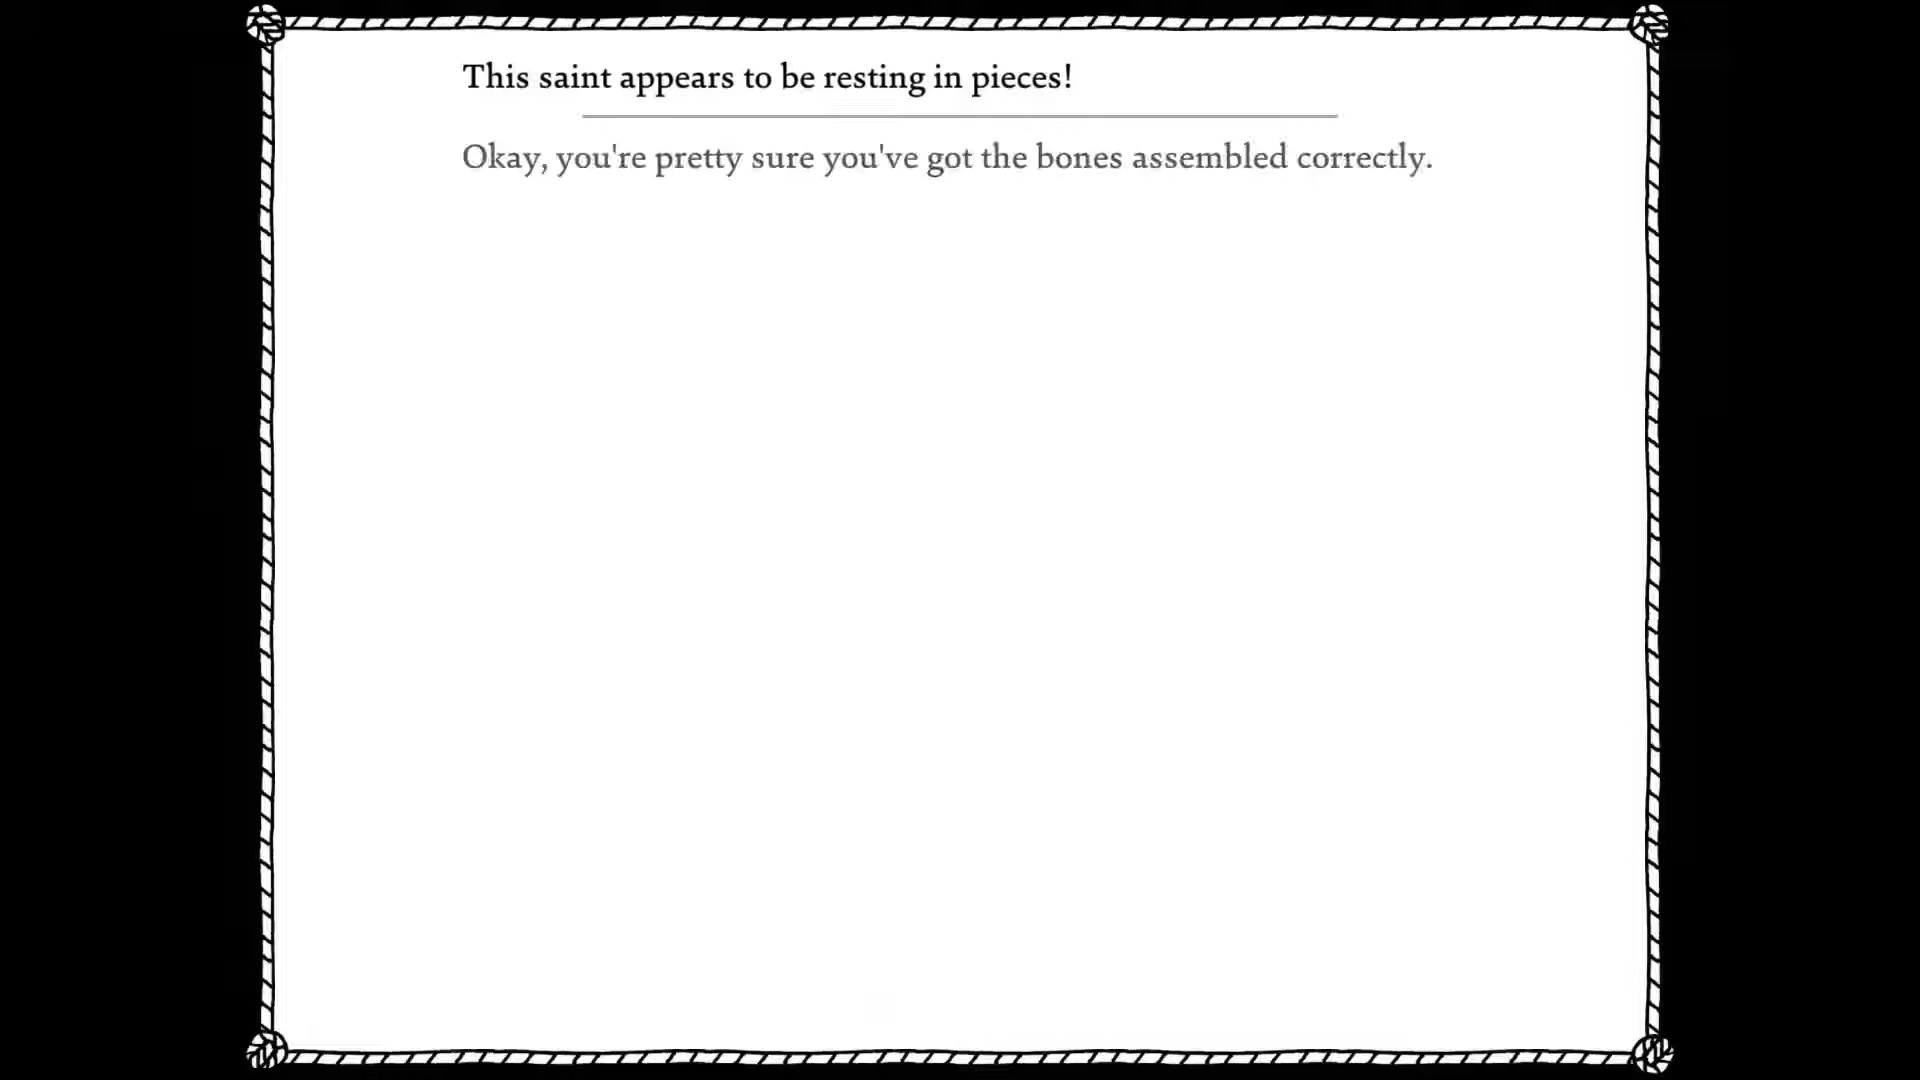 This saint appears to be resting in pieces!
Okay, you're pretty sure you've got the bones assembled correctly.